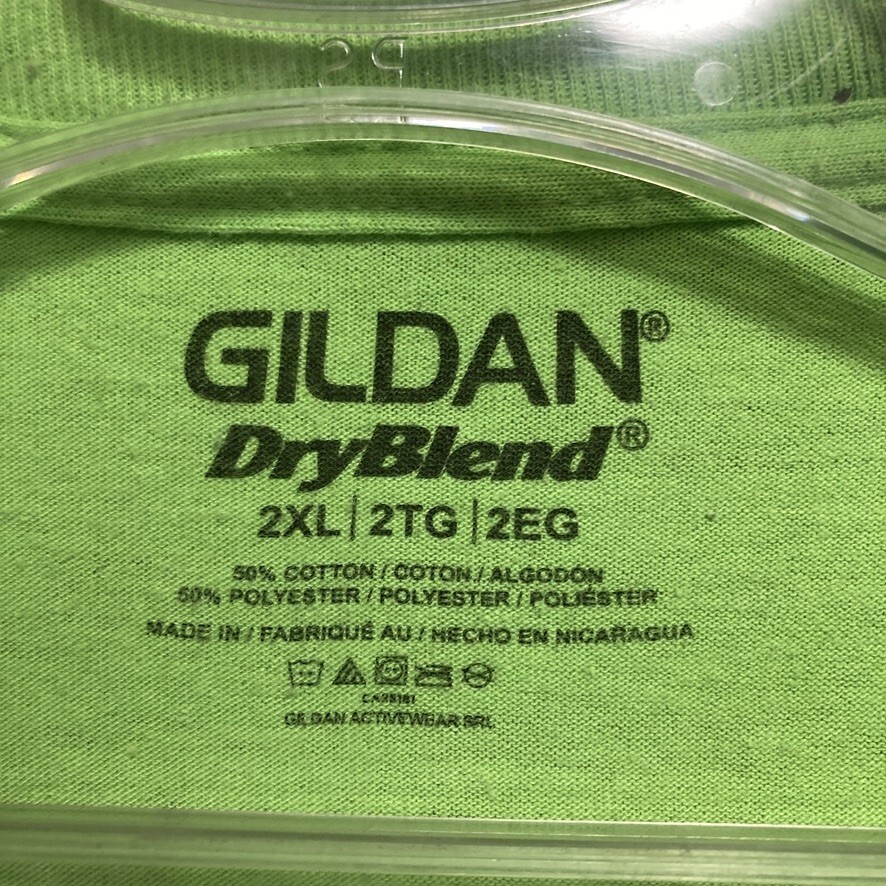 GILDAN®
DryBlend®
2XL | 2TG | 2EG
50% COTTON / COTON / ALGODON
50% POLYESTER / POLYESTER / POLIÉSTER
MADE IN / FABRIQUÉ AU / HECHO EN NICARAGUA
GILDAN ACTIVEWEAR SRL